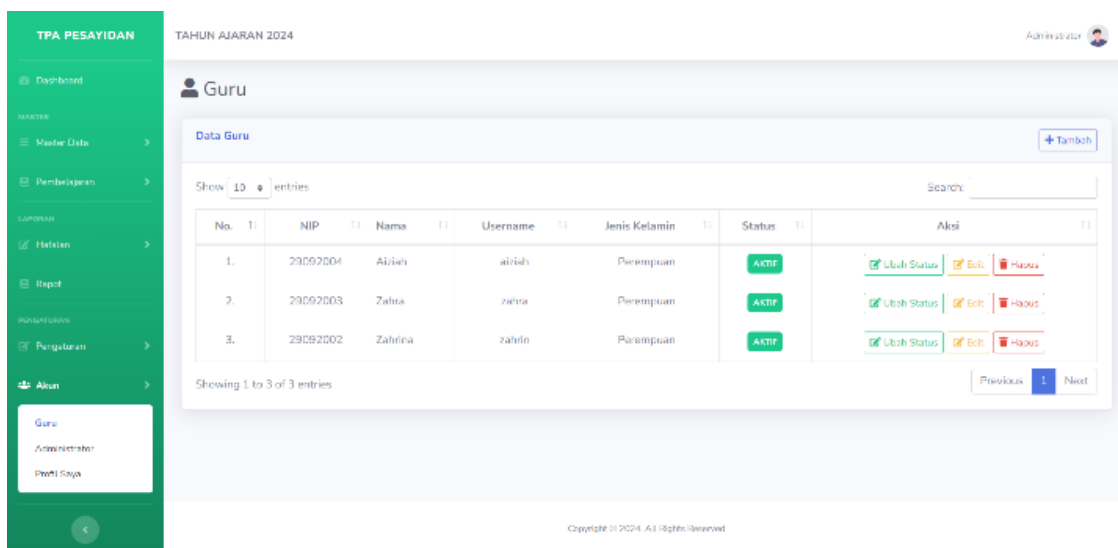 TPA PESAYIDAN
TAHUN AJARAN 2024
Administrator
Dashboard
MASTER
Master Data
Pembelajaran
LAPORAN
Hafalan
Rapot
PENGATURAN
Pengaturan
Akun
Guru
Administrator
Profil Saya
Guru
Data Guru
Tambah
Show 10 entries
Search:
No. NIP Nama Username Jenis Kelamin Status Aksi
1. 29092004 Aiziah aiziah Perempuan AKTIF Ubah Status Edit Hapus
2. 29092003 Zahra zahra Perempuan AKTIF Ubah Status Edit Hapus
3. 29092002 Zahrina zahrin Perempuan AKTIF Ubah Status Edit Hapus
Showing 1 to 3 of 3 entries
Previous 1 Next
Copyright © 2024. All Rights Reserved